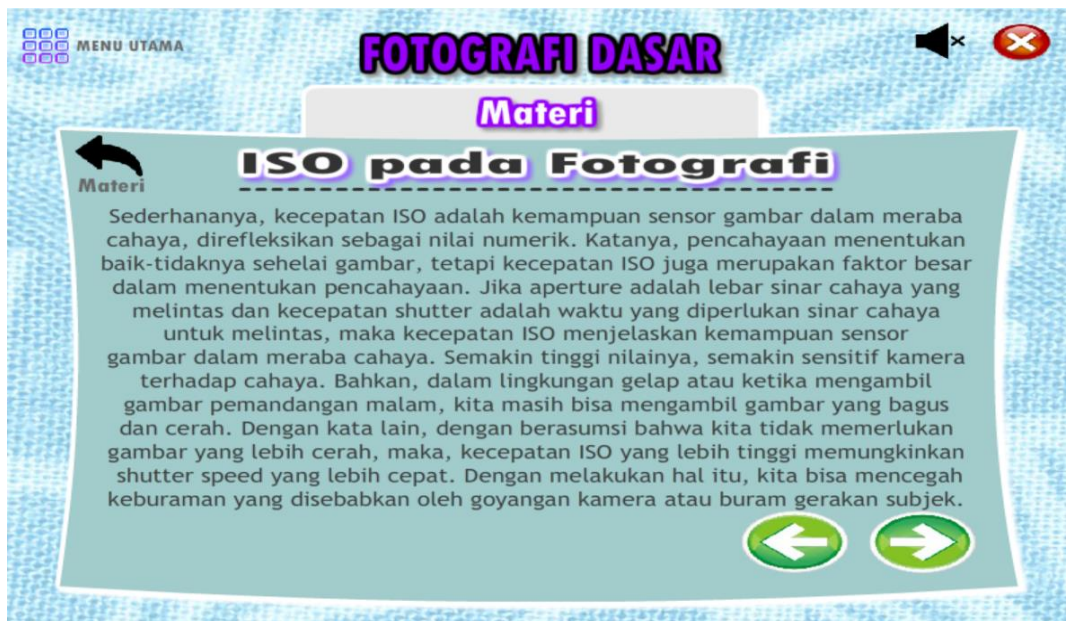 MENU UTAMA
FOTOGRAFI DASAR
Materi
Materi
ISO pada Fotografi
Sederhananya, kecepatan ISO adalah kemampuan sensor gambar dalam meraba
cahaya, direfleksikan sebagai nilai numerik. Katanya, pencahayaan menentukan
baik-tidaknya sehelai gambar, tetapi kecepatan ISO juga merupakan faktor besar
dalam menentukan pencahayaan. Jika aperture adalah lebar sinar cahaya yang
melintas dan kecepatan shutter adalah waktu yang diperlukan sinar cahaya
untuk melintas, maka kecepatan ISO menjelaskan kemampuan sensor
gambar dalam meraba cahaya. Semakin tinggi nilainya, semakin sensitif kamera
terhadap cahaya. Bahkan, dalam lingkungan gelap atau ketika mengambil
gambar pemandangan malam, kita masih bisa mengambil gambar yang bagus
dan cerah. Dengan kata lain, dengan berasumsi bahwa kita tidak memerlukan
gambar yang lebih cerah, maka, kecepatan ISO yang lebih tinggi memungkinkan
shutter speed yang lebih cepat. Dengan melakukan hal itu, kita bisa mencegah
keburaman yang disebabkan oleh goyangan kamera atau buram gerakan subjek.